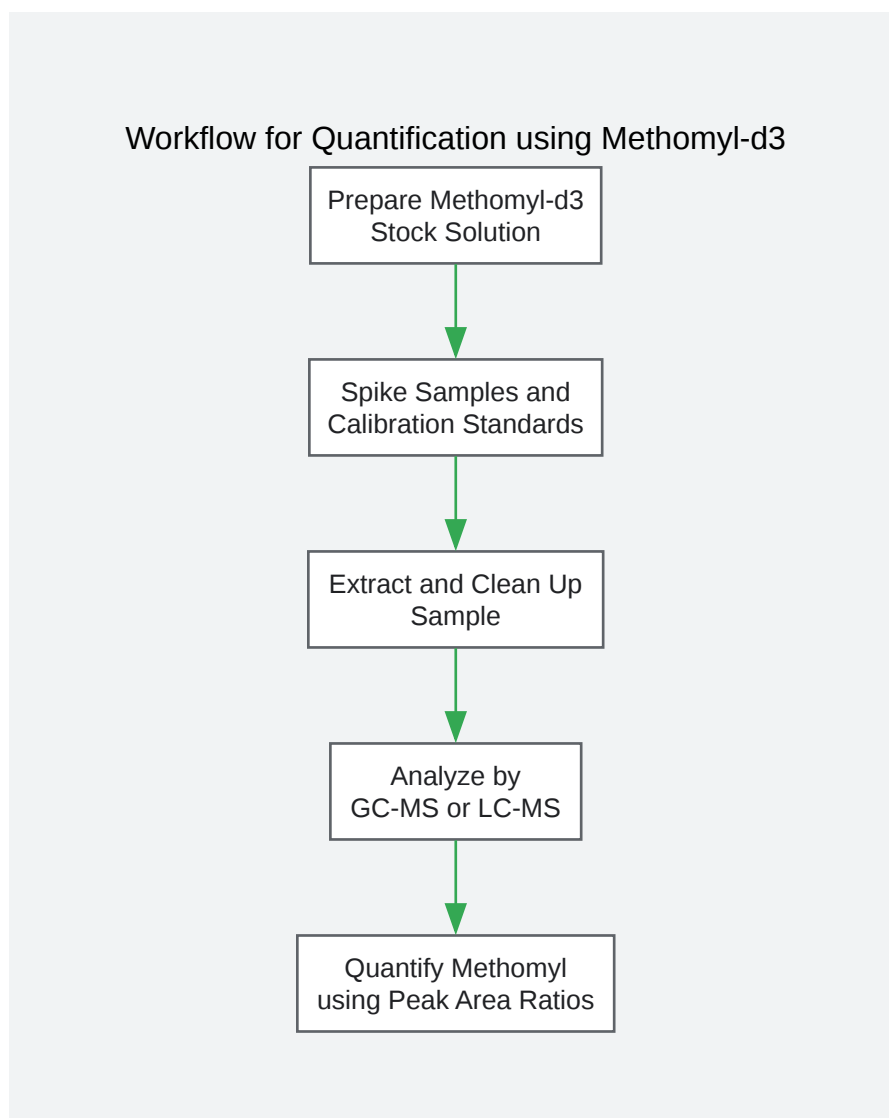 Workflow for Quantification using Methomyl-d3
Prepare Methomyl-d3
Stock Solution
Spike Samples and
Calibration Standards
Extract and Clean Up
Sample
Analyze by
GC-MS or LC-MS
Quantify Methomyl
using Peak Area Ratios